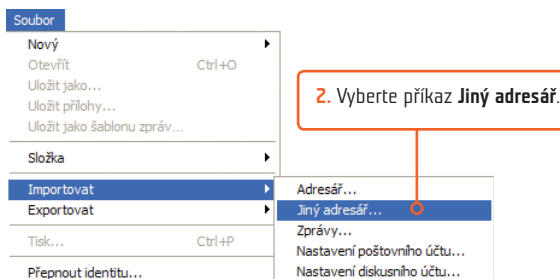 Soubor
Nový
Otevřít Ctrl+O
Uložit jako...
Uložit přílohy...
Uložit jako šablonu zpráv...
Složka
Importovat
Exportovat
Tisk... Ctrl+P
Přepnout identitu...
2. Vyberte příkaz Jiný adresář.
Adresář...
Jiný adresář...
Zprávy...
Nastavení poštovního účtu...
Nastavení diskusního účtu...